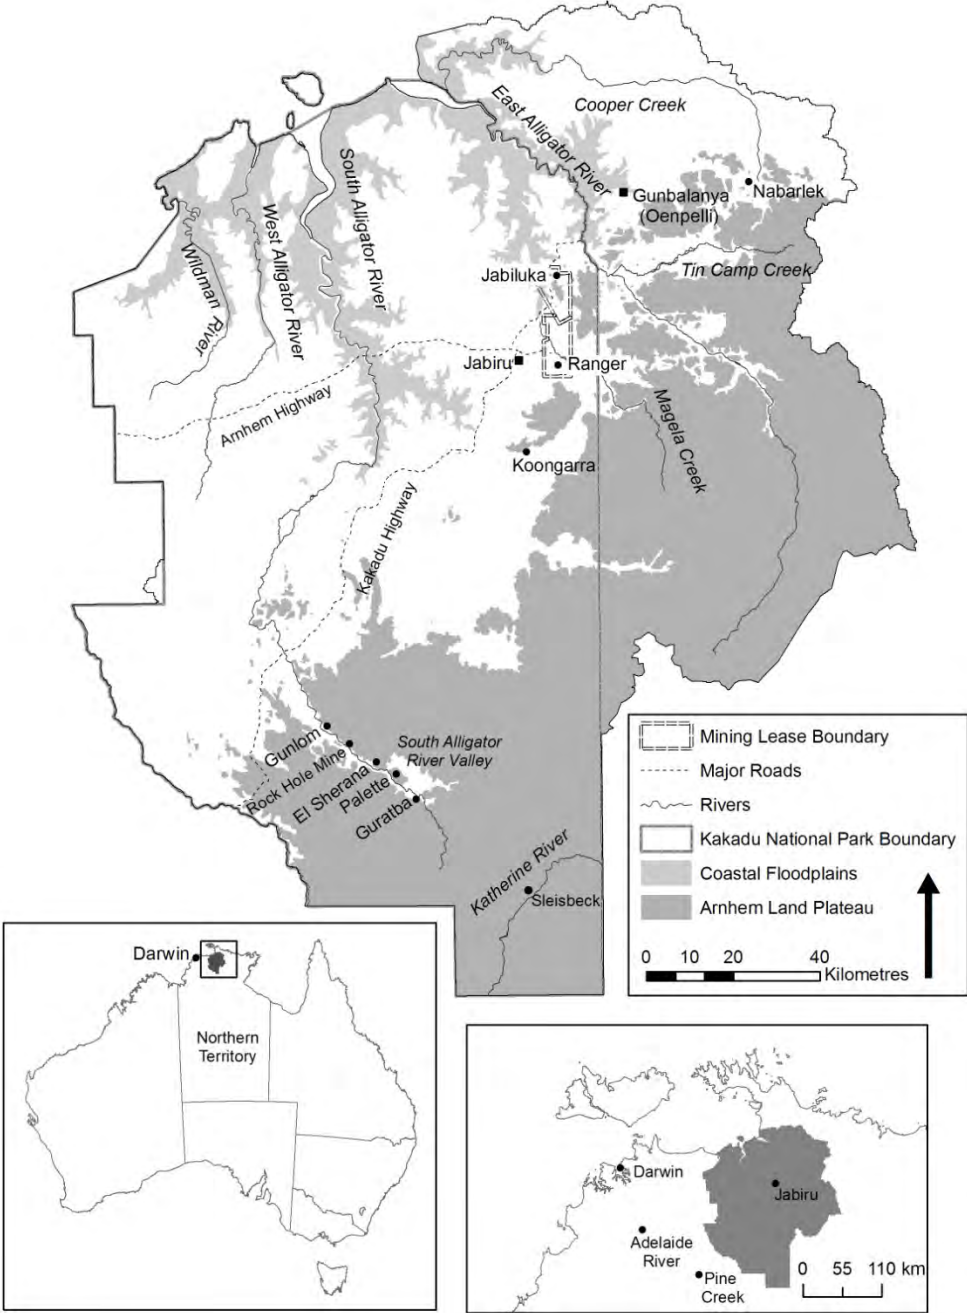 Cooper Creek
East Alligator River
South Alligator River
West Alligator River
Wildman River
Gunbalanya
(Oenpelli)
Nabarlek
Tin Camp Creek
Jabiluka
Jabiru
Ranger
Arnhem Highway
Magela Creek
Koongarra
Kakadu Highway
Gunlom
Rock Hole Mine
El Sherana
Palette
Guratba
South Alligator
River Valley
Katherine River
Sleisbeck
Mining Lease Boundary
Major Roads
Rivers
Kakadu National Park Boundary
Coastal Floodplains
Arnhem Land Plateau
0 10 20 40
Kilometres
Darwin
Northern
Territory
Darwin
Jabiru
Adelaide
River
Pine
Creek
0 55 110 km